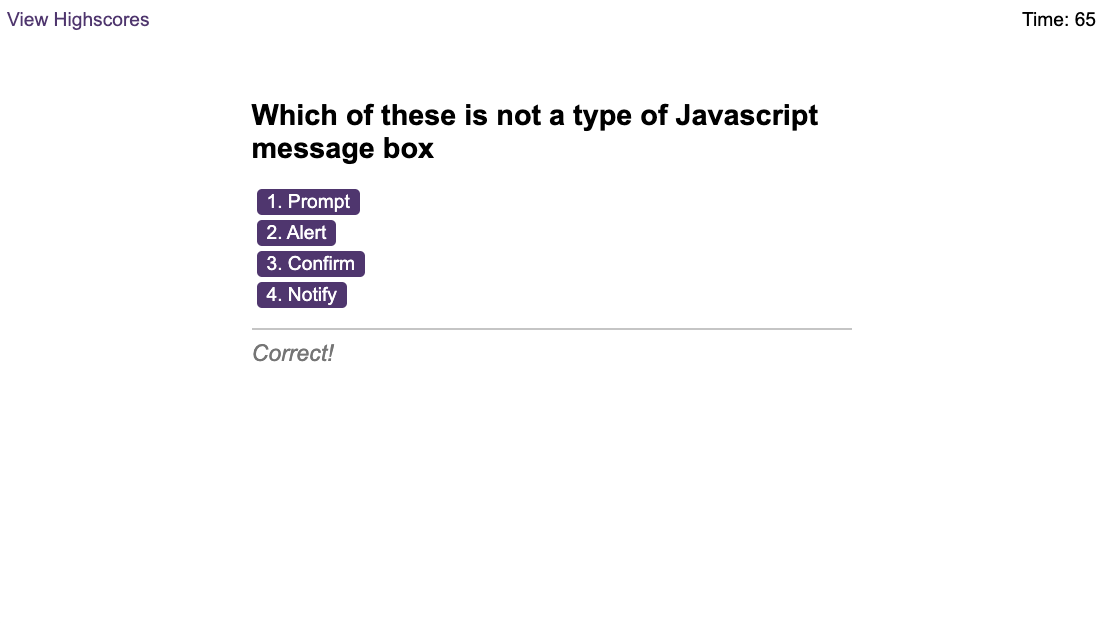 View Highscores
Time: 65
Which of these is not a type of Javascript
message box
1. Prompt
2. Alert
3. Confirm
4. Notify
Correct!